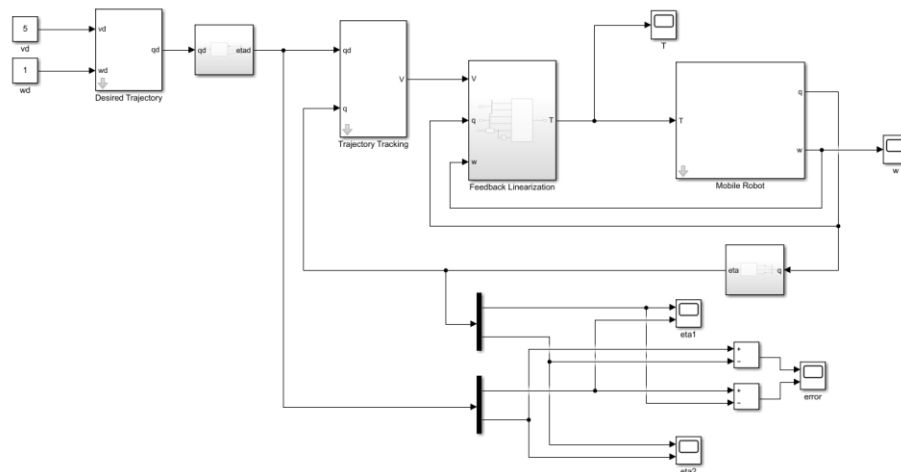 5
vd
1
wd
vd
wd
qd
Desired Trajectory
qd
etad
qd
q
V
Trajectory Tracking
V
q
w
T
Feedback Linearization
T
T
q
w
Mobile Robot
w
eta
q
eta1
+
−
+
−
error
eta2